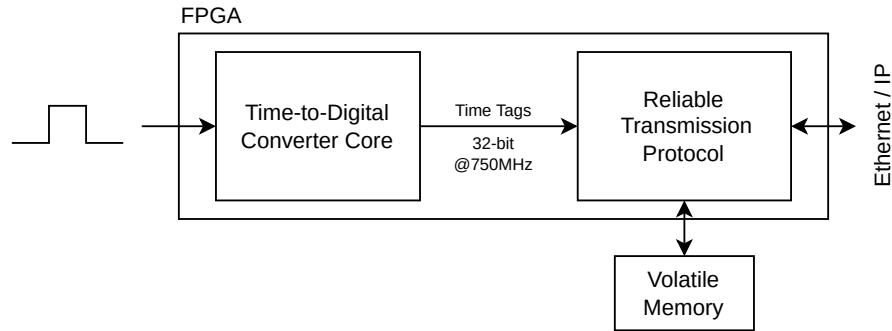 FPGA
Time-to-Digital
Converter Core
Time Tags
32-bit
@750MHz
Reliable
Transmission
Protocol
Ethernet / IP
Volatile
Memory